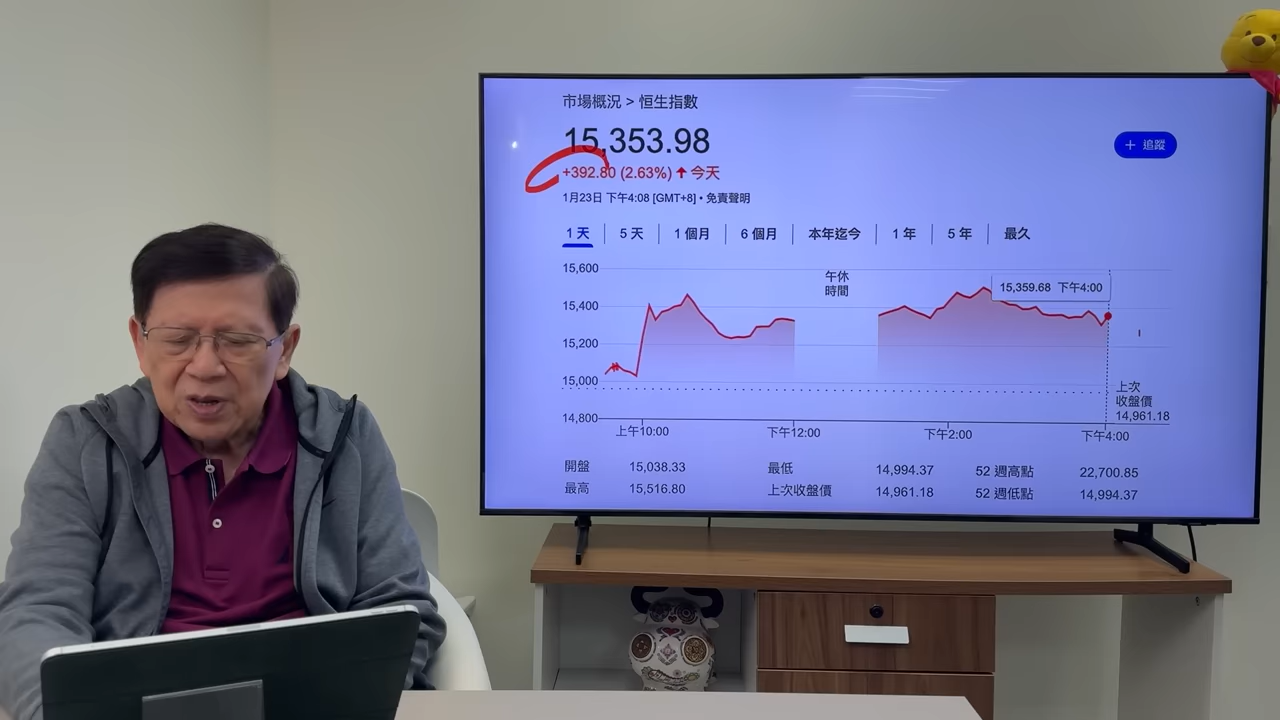 市場概況 > 恒生指數
15,353.98
+392.80 (2.63%) ↑ 今天
1月23日 下午4:08 [GMT+8] • 免責聲明
+ 追蹤
1 天 5 天 1 個月 6 個月 本年迄今 1 年 5 年 最久
15,600
15,400
15,200
15,000
14,800
午休
時間
15,359.68 下午4:00
上次
收盤價
14,961.18
上午10:00 下午12:00 下午2:00 下午4:00
開盤 15,038.33 最低 14,994.37 52 週高點 22,700.85
最高 15,516.80 上次收盤價 14,961.18 52 週低點 14,994.37